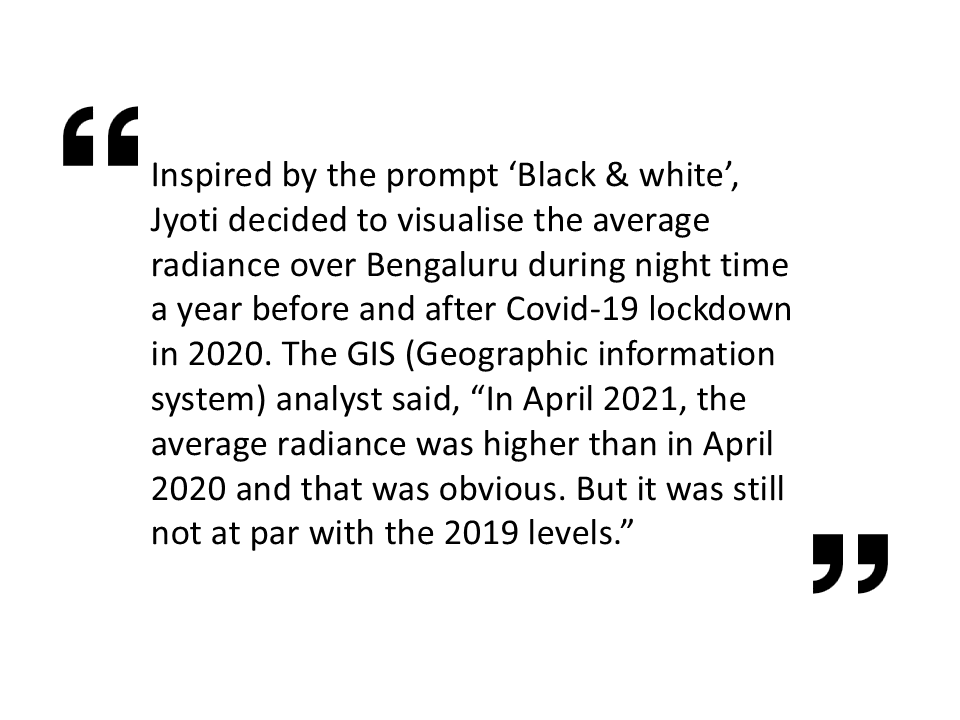 “
Inspired by the prompt ‘Black & white’,
Jyoti decided to visualise the average
radiance over Bengaluru during night time
a year before and after Covid-19 lockdown
in 2020. The GIS (Geographic information
system) analyst said, “In April 2021, the
average radiance was higher than in April
2020 and that was obvious. But it was still
not at par with the 2019 levels.”
”